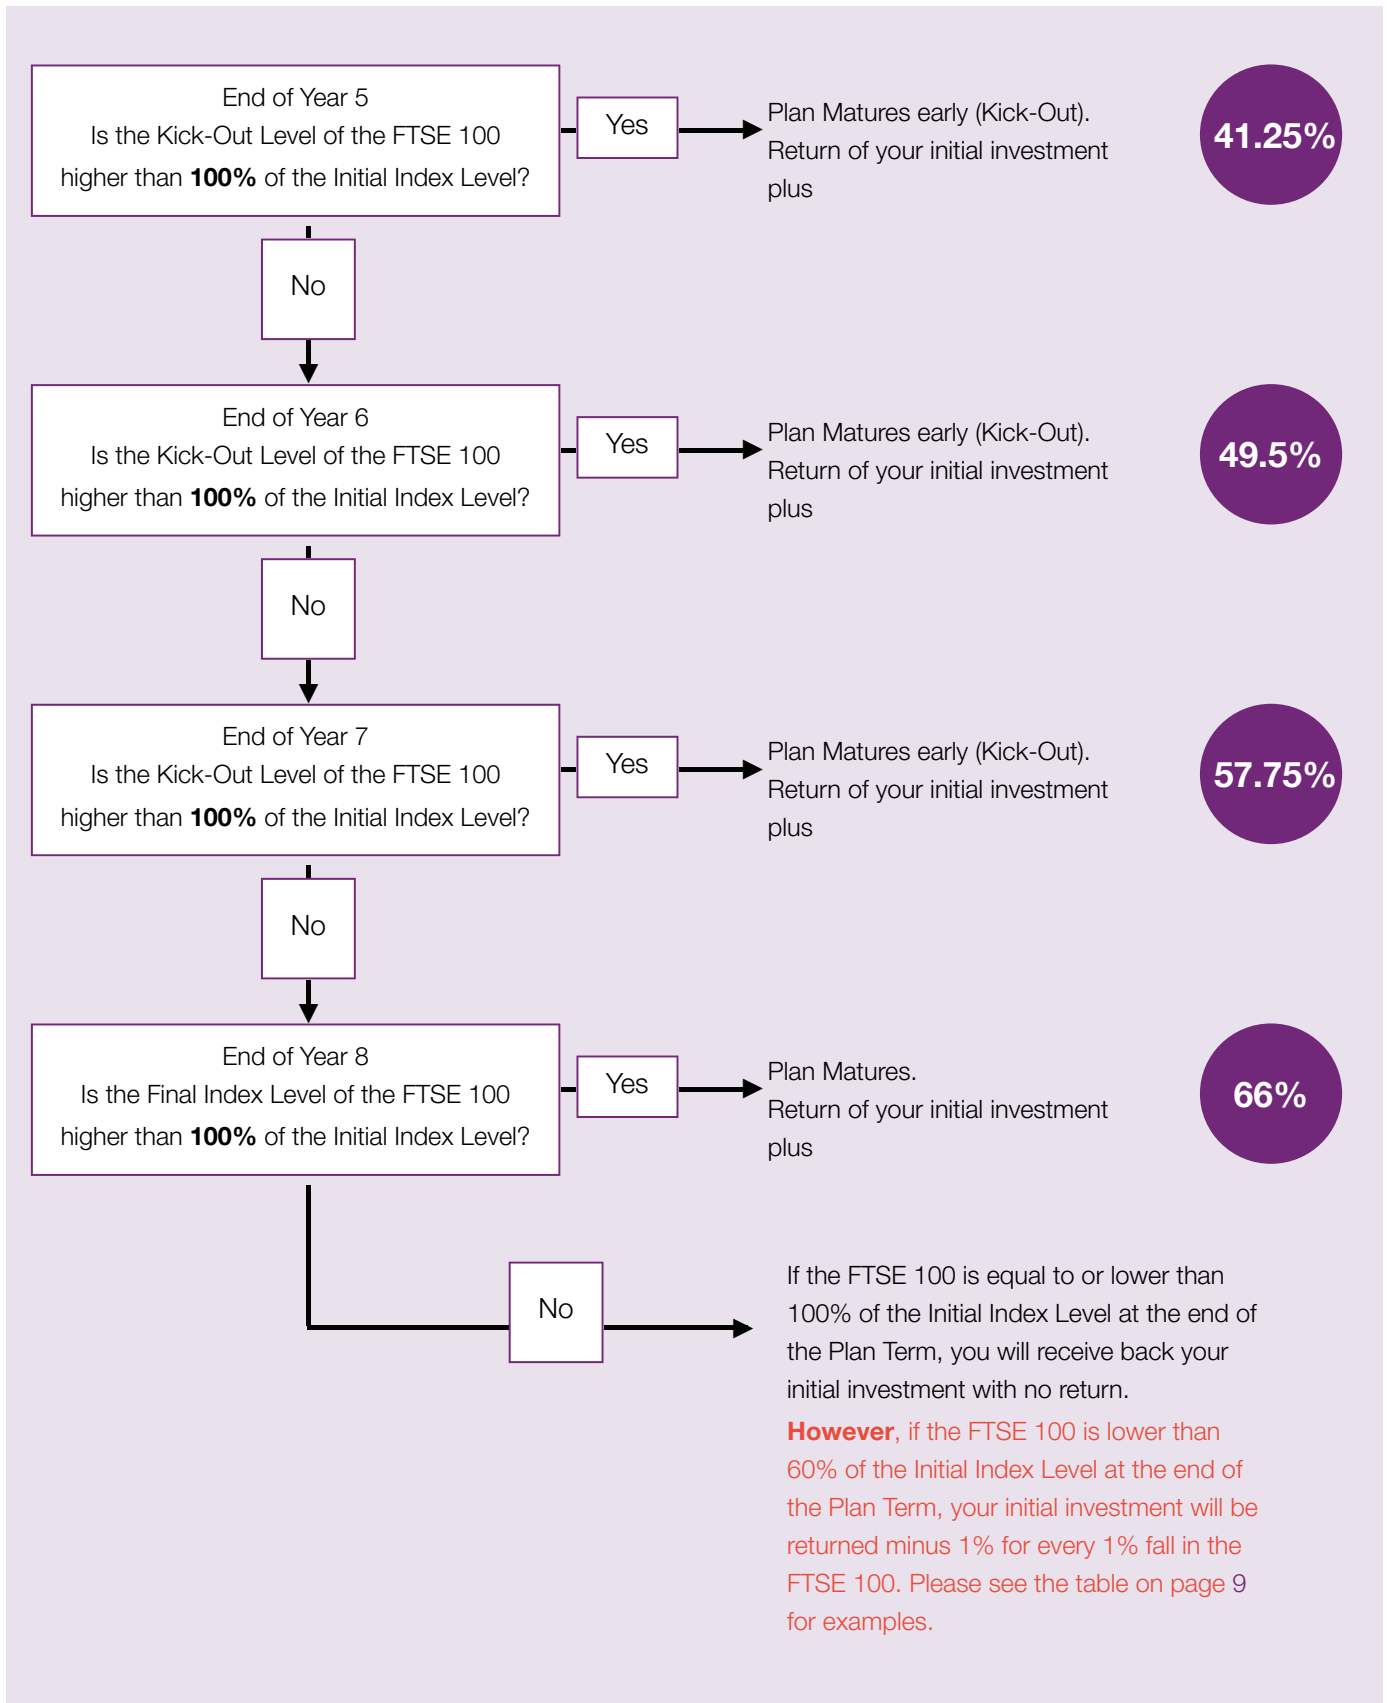 End of Year 5
Is the Kick-Out Level of the FTSE 100
higher than 100% of the Initial Index Level?
Yes
Plan Matures early (Kick-Out).
Return of your initial investment
plus
41.25%
No
End of Year 6
Is the Kick-Out Level of the FTSE 100
higher than 100% of the Initial Index Level?
Yes
Plan Matures early (Kick-Out).
Return of your initial investment
plus
49.5%
No
End of Year 7
Is the Kick-Out Level of the FTSE 100
higher than 100% of the Initial Index Level?
Yes
Plan Matures early (Kick-Out).
Return of your initial investment
plus
57.75%
No
End of Year 8
Is the Final Index Level of the FTSE 100
higher than 100% of the Initial Index Level?
Yes
Plan Matures.
Return of your initial investment
plus
66%
No
If the FTSE 100 is equal to or lower than
100% of the Initial Index Level at the end of
the Plan Term, you will receive back your
initial investment with no return.
However, if the FTSE 100 is lower than
60% of the Initial Index Level at the end of
the Plan Term, your initial investment will be
returned minus 1% for every 1% fall in the
FTSE 100. Please see the table on page 9
for examples.